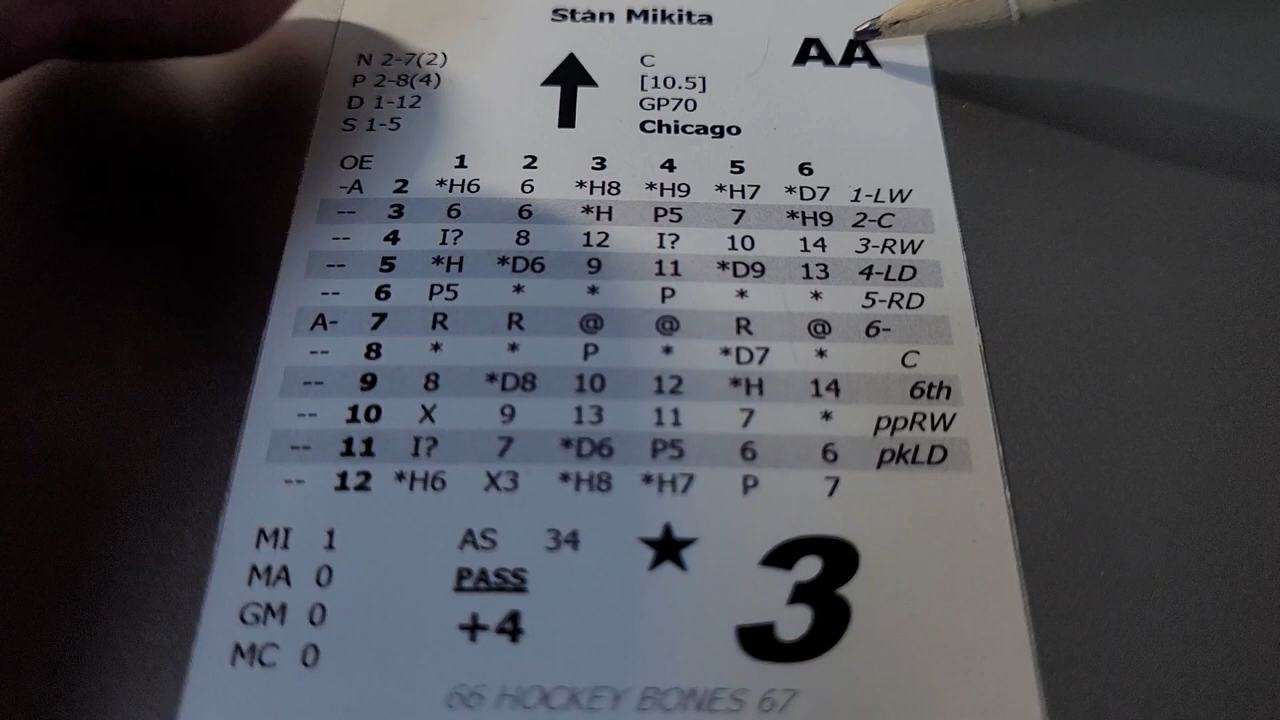 Stan Mikita
N 2-7(2) C AA
P 2-8(4) [10.5]
D 1-12 GP70
S 1-5 Chicago
OE 1 2 3 4 5 6
-A 2 *H6 6 *H8 *H9 *H7 *D7 1-LW
-- 3 6 6 *H P5 7 *H9 2-C
-- 4 I? 8 12 I? 10 14 3-RW
-- 5 *H *D6 9 11 *D9 13 4-LD
-- 6 P5 * * P * * 5-RD
A- 7 R R @ @ R @ 6-
-- 8 * * P * *D7 * C
-- 9 8 *D8 10 12 *H 14 6th
-- 10 X 9 13 11 7 * ppRW
-- 11 I? 7 *D6 P5 6 6 pkLD
-- 12 *H6 X3 *H8 *H7 P 7
MI 1 AS 34 ★ 3
MA 0 PASS
GM 0 +4
MC 0
66 HOCKEY BONES 67